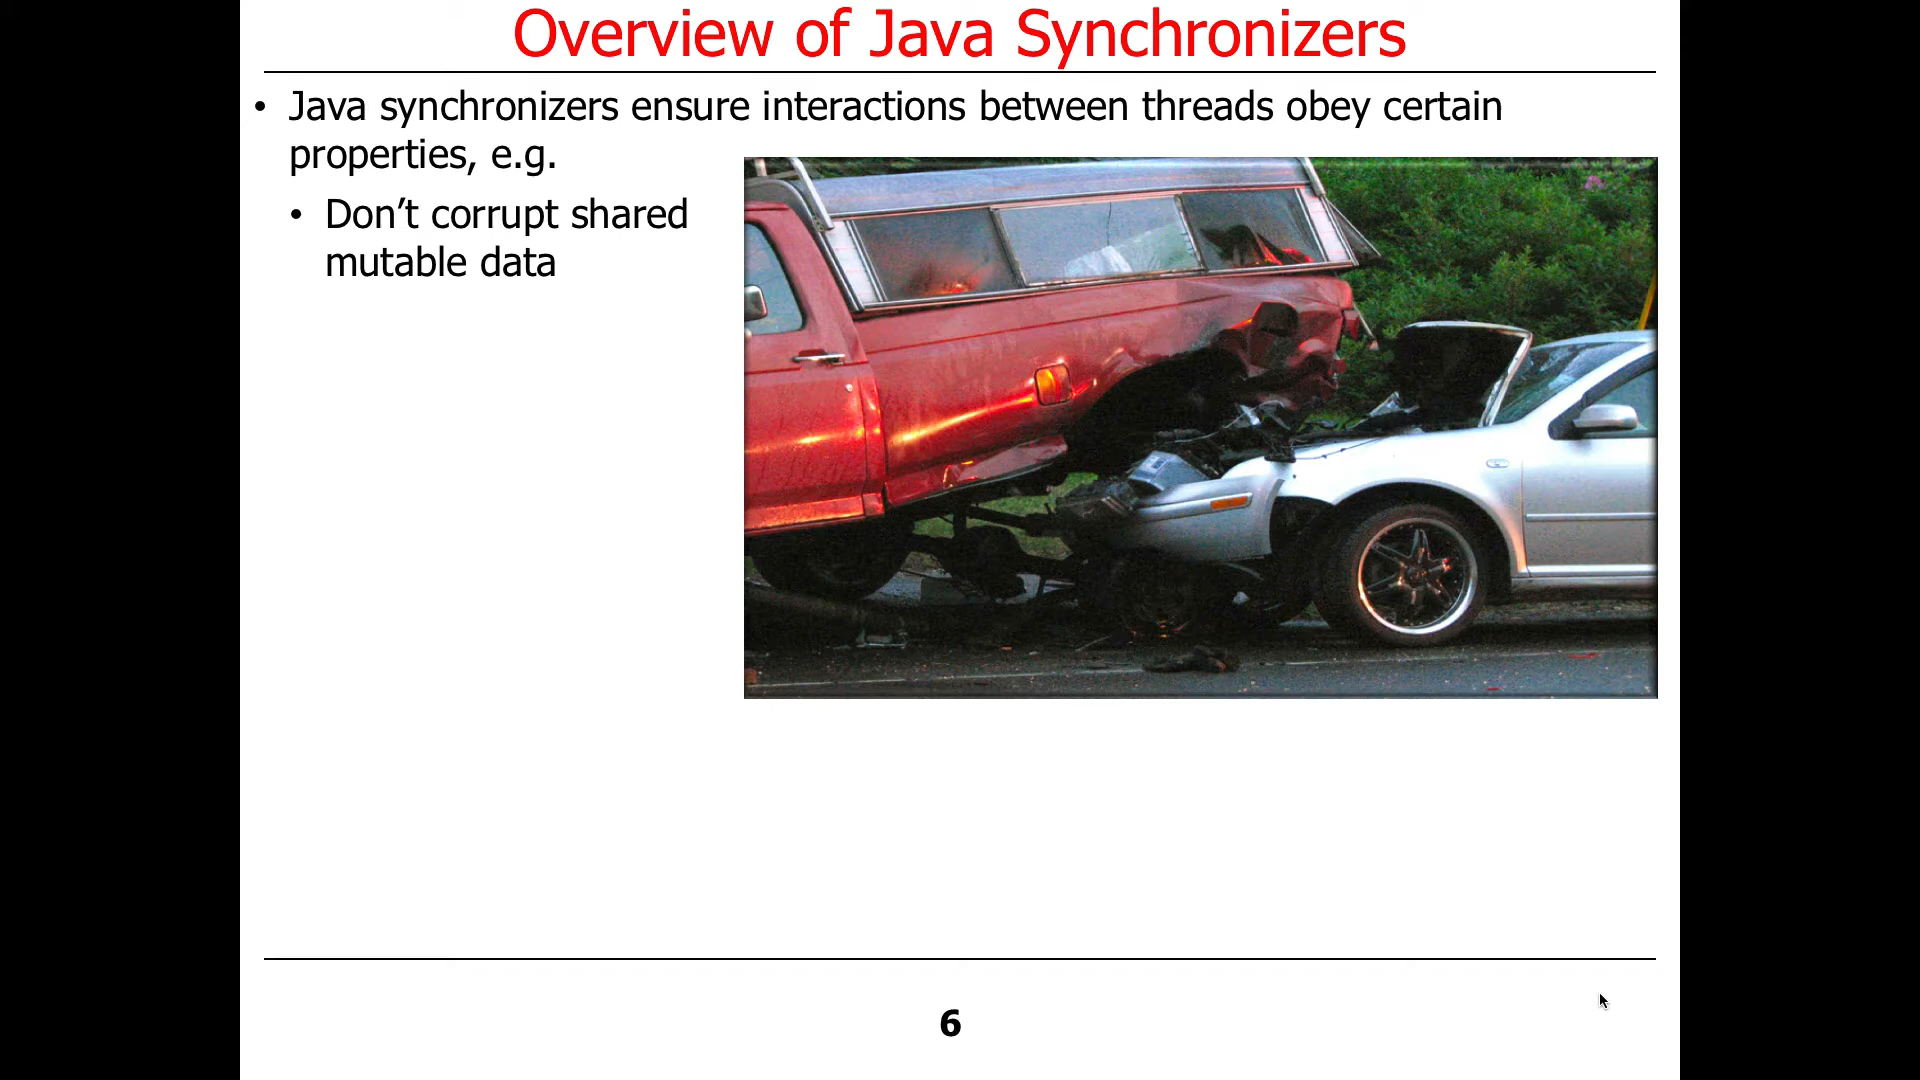 Overview of Java Synchronizers
• Java synchronizers ensure interactions between threads obey certain
properties, e.g.
• Don’t corrupt shared
mutable data
6